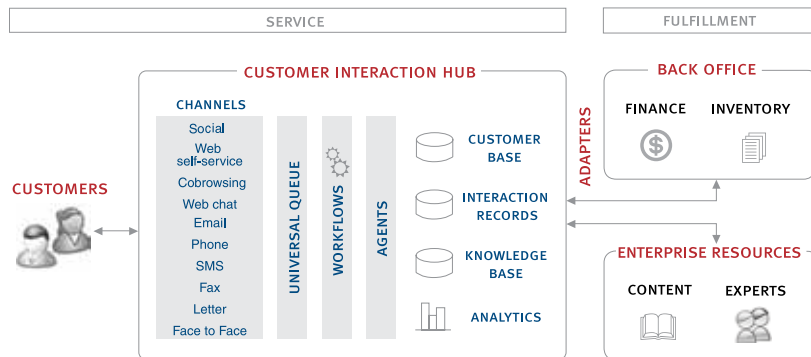 SERVICE
FULFILLMENT
CUSTOMER INTERACTION HUB
BACK OFFICE
CHANNELS
Social
Web
self-service
Cobrowsing
Web chat
Email
Phone
SMS
Fax
Letter
Face to Face
UNIVERSAL QUEUE
WORKFLOWS
AGENTS
CUSTOMER
BASE
INTERACTION
RECORDS
KNOWLEDGE
BASE
ANALYTICS
CUSTOMERS
ADAPTERS
FINANCE
INVENTORY
$
ENTERPRISE RESOURCES
CONTENT
EXPERTS